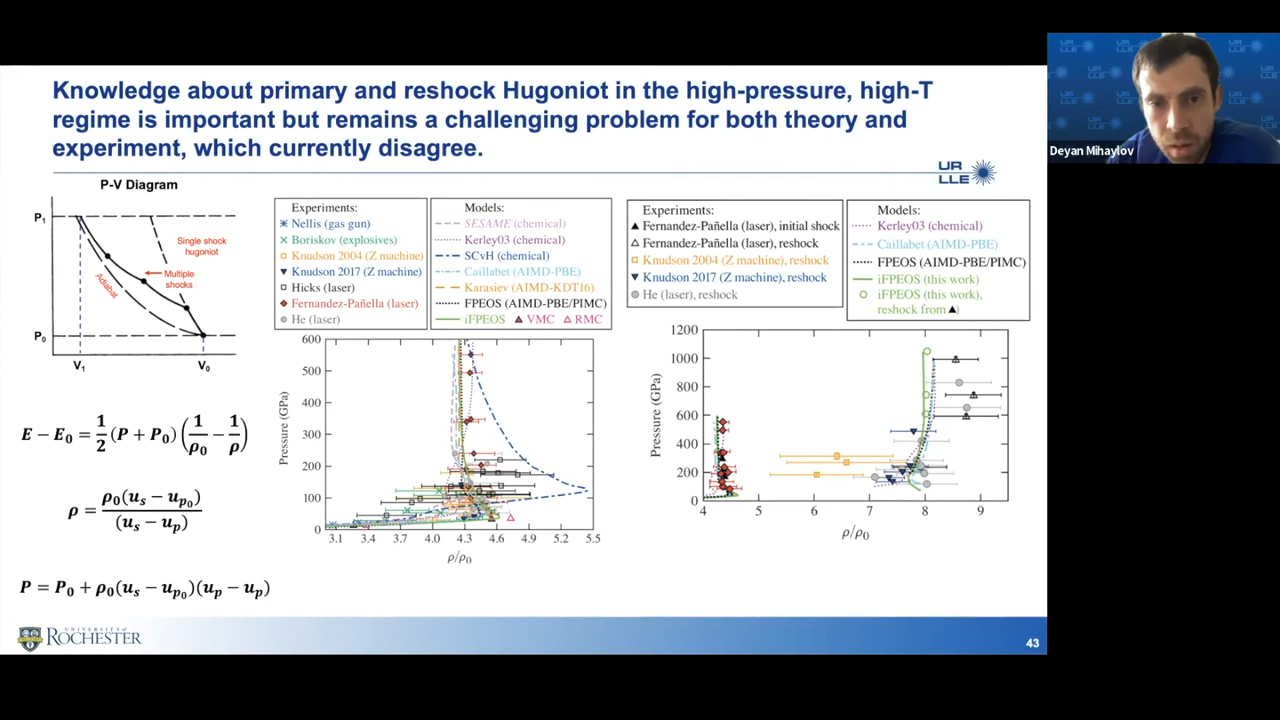 Knowledge about primary and reshock Hugoniot in the high-pressure, high-T
regime is important but remains a challenging problem for both theory and
experiment, which currently disagree.
UR
LLE
Deyan Mihaylov
P-V Diagram
P₁
Single shock
hugoniot
Multiple
shocks
Adiabat
P₀
V₁ V₀
E − E₀ = 1/2 (P + P₀) (1/ρ₀ − 1/ρ)
ρ = ρ₀(uₛ − uₚ₀) / (uₛ − uₚ)
P = P₀ + ρ₀(uₛ − uₚ₀)(uₚ − uₚ)
Experiments:
Nellis (gas gun)
Boriskov (explosives)
Knudson 2004 (Z machine)
Knudson 2017 (Z machine)
Hicks (laser)
Fernandez-Pañella (laser)
He (laser)
Models:
SESAME (chemical)
Kerley03 (chemical)
SCvH (chemical)
Caillabet (AIMD-PBE)
Karasiev (AIMD-KDT16)
FPEOS (AIMD-PBE/PIMC)
iFPEOS VMC RMC
600
500
400
300
200
100
0
Pressure (GPa)
3.1 3.4 3.7 4.0 4.3 4.6 4.9 5.2 5.5
ρ/ρ₀
Experiments:
Fernandez-Pañella (laser), initial shock
Fernandez-Pañella (laser), reshock
Knudson 2004 (Z machine), reshock
Knudson 2017 (Z machine), reshock
He (laser), reshock
Models:
Kerley03 (chemical)
Caillabet (AIMD-PBE)
FPEOS (AIMD-PBE/PIMC)
iFPEOS (this work)
iFPEOS (this work),
reshock from ▲)
1200
1000
800
600
400
200
0
Pressure (GPa)
4 5 6 7 8 9
ρ/ρ₀
UNIVERSITY of
ROCHESTER
43